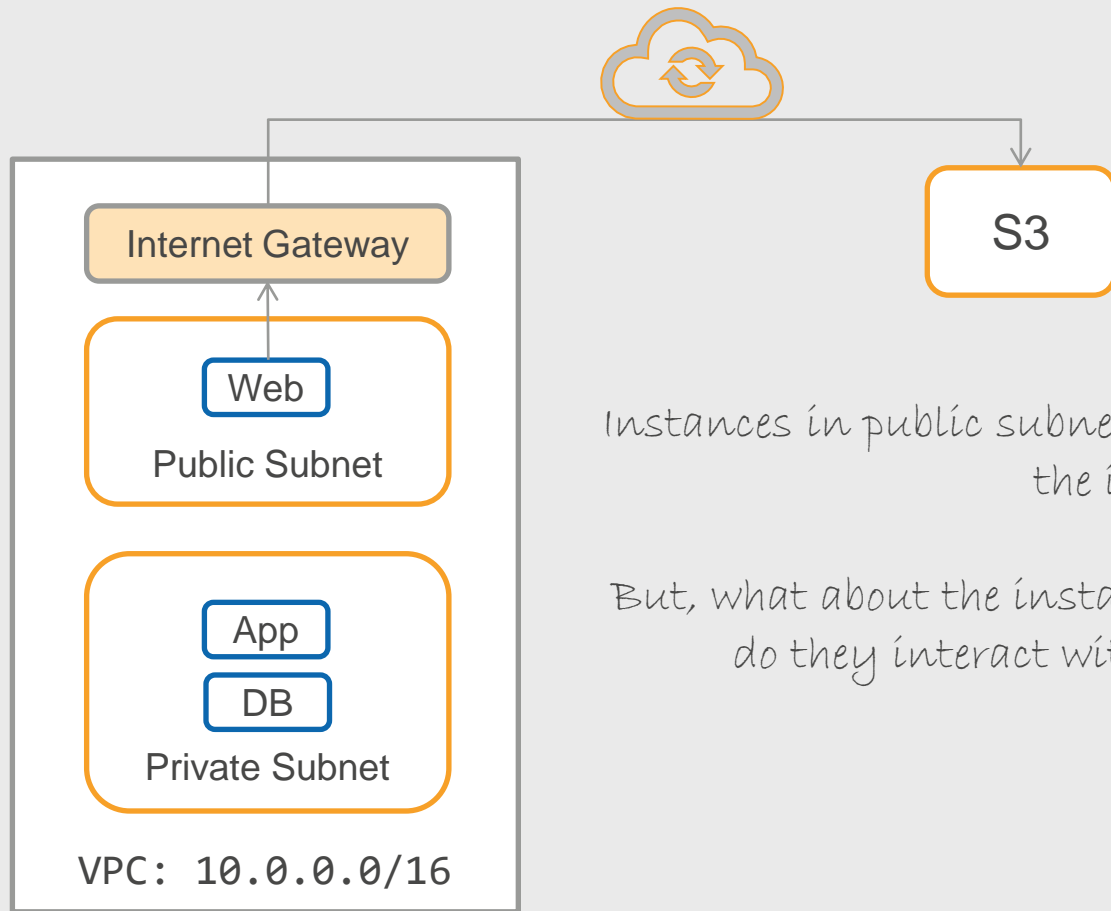 Internet Gateway
S3
Web
Public Subnet
Instances in public subne
the i
But, what about the insta
do they interact wit
App
DB
Private Subnet
VPC: 10.0.0.0/16